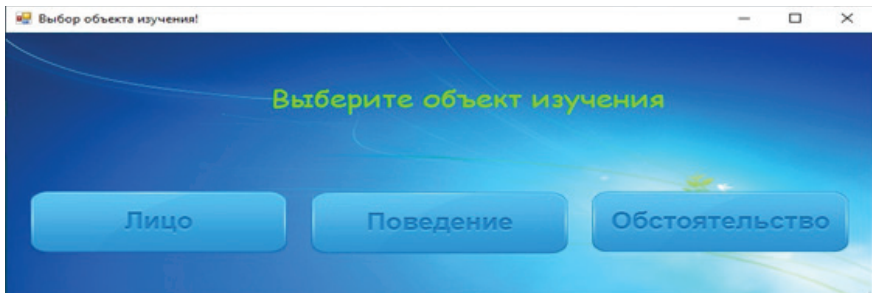 Выбор объекта изучения!
Выберите объект изучения
Лицо
Поведение
Обстоятельство